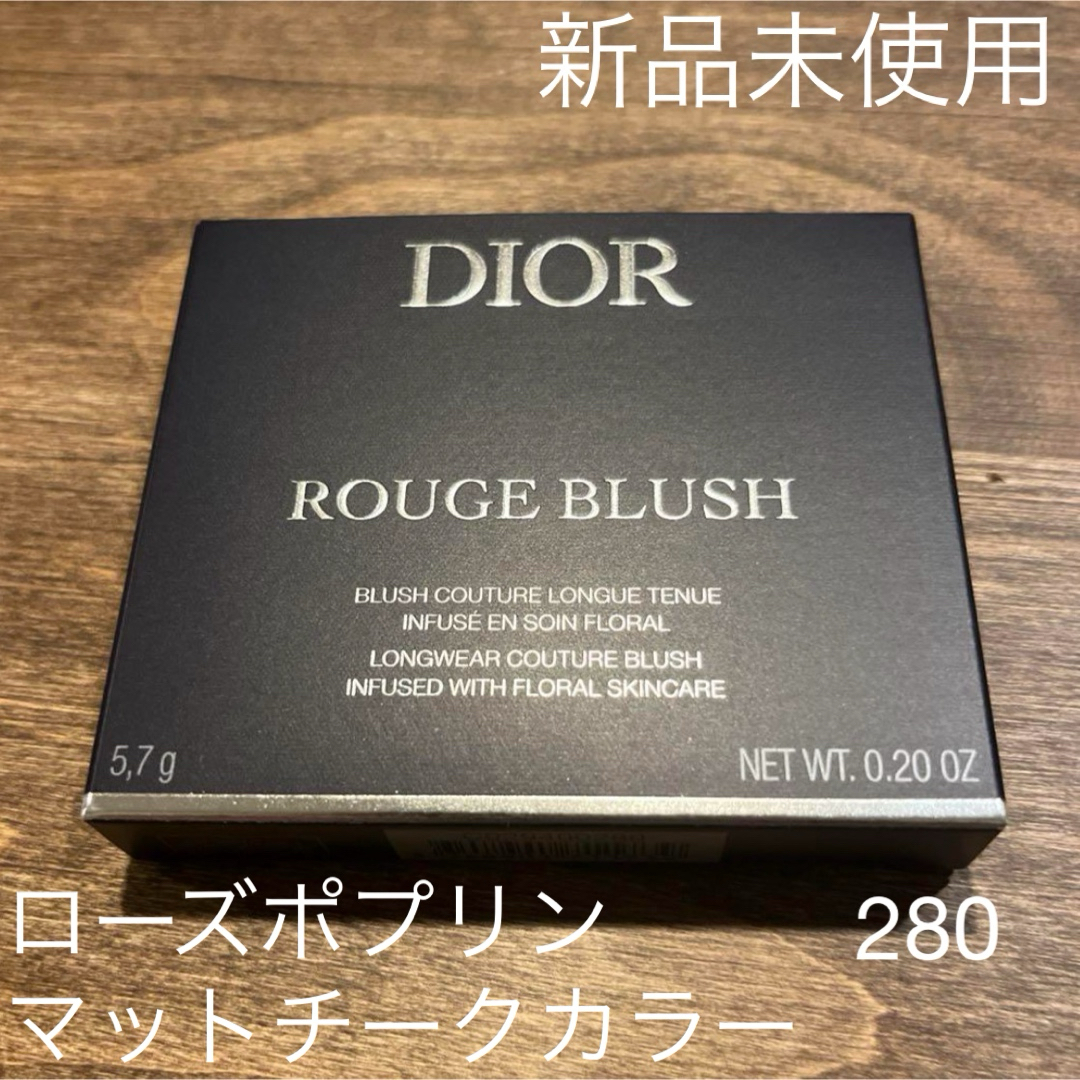 新品未使用
DIOR
ROUGE BLUSH
BLUSH COUTURE LONGUE TENUE
INFUSÉ EN SOIN FLORAL
LONGWEAR COUTURE BLUSH
INFUSED WITH FLORAL SKINCARE
5,7 g NET WT. 0.20 OZ
ローズポプリン 280
マットチークカラー